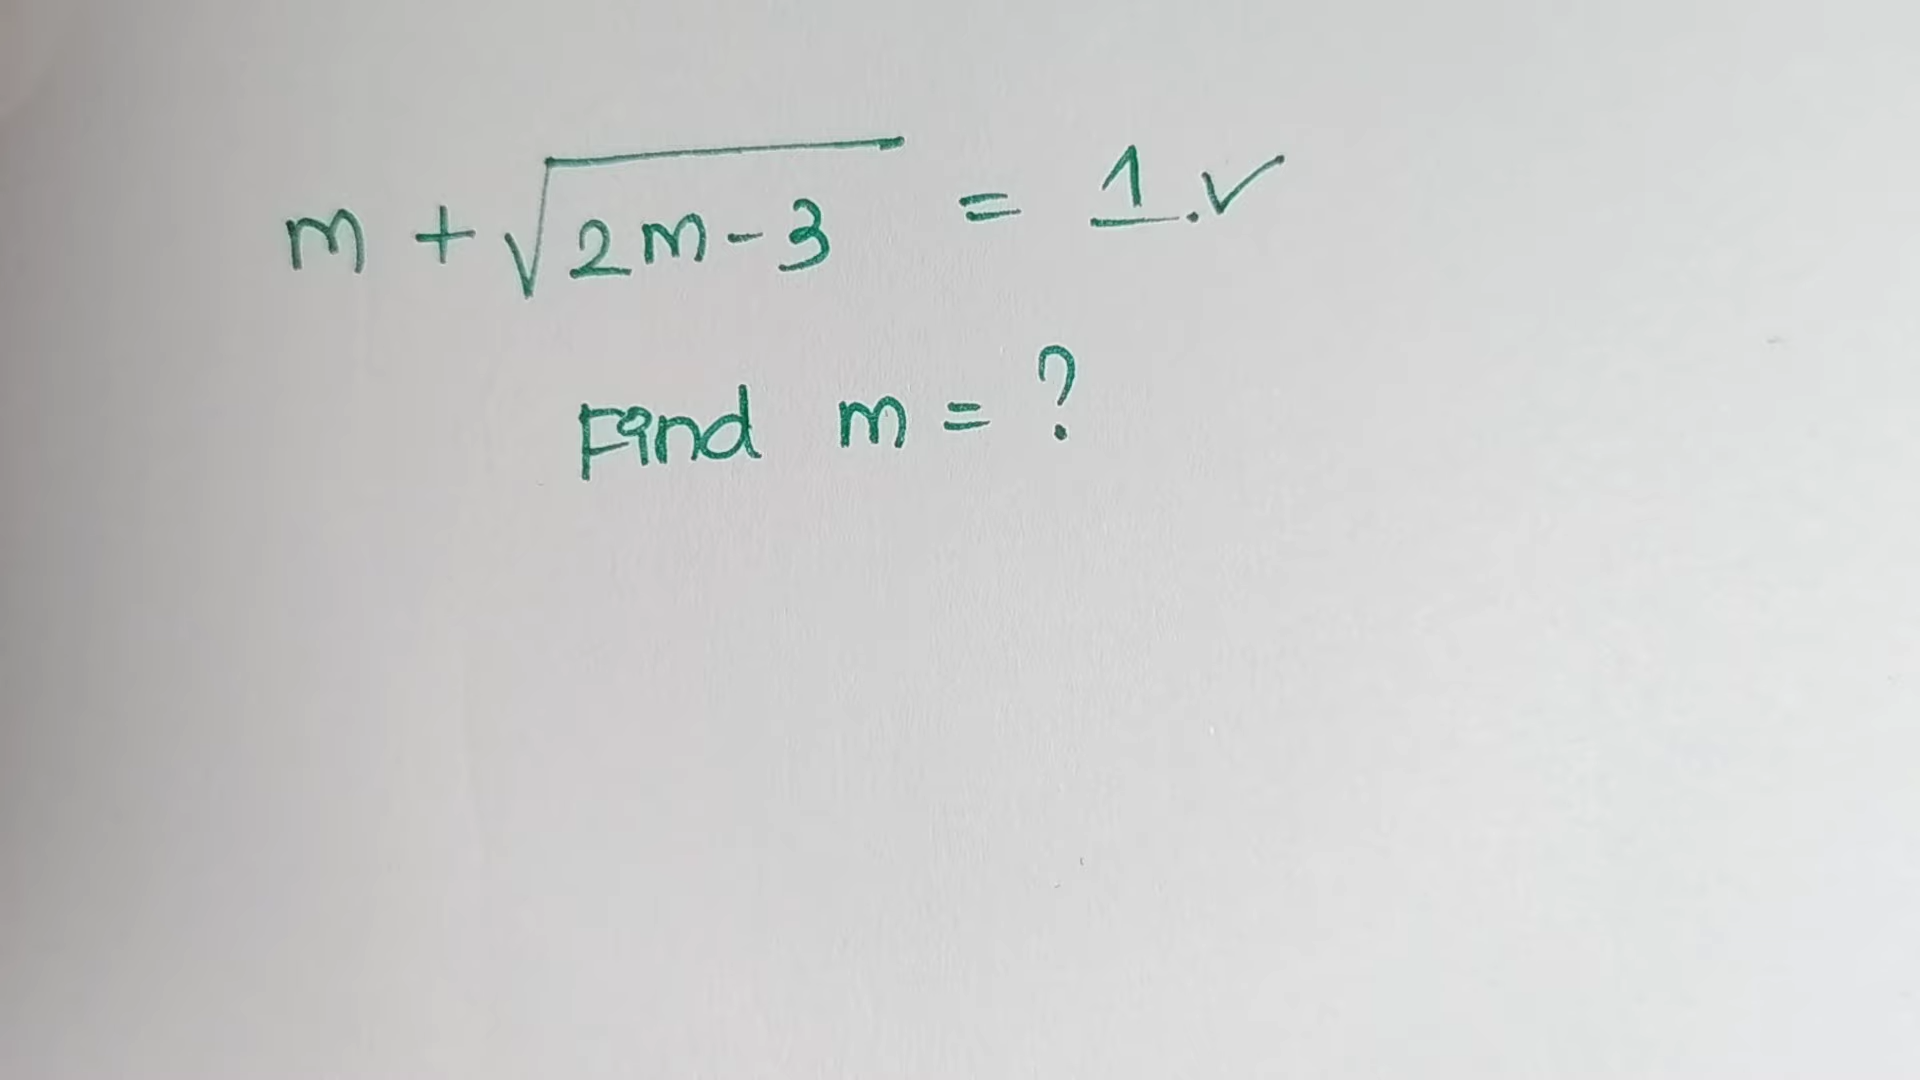 m + √2m-3 = 1.✓
Find m = ?